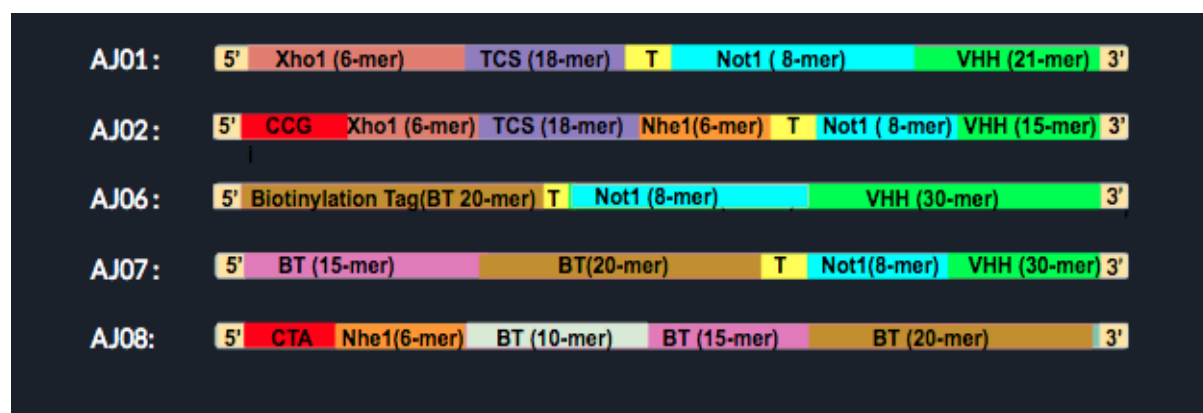 AJ01: 5' Xho1 (6-mer) TCS (18-mer) T Not1 ( 8-mer) VHH (21-mer) 3'
AJ02: 5' CCG Xho1 (6-mer) TCS (18-mer) Nhe1(6-mer) T Not1 ( 8-mer) VHH (15-mer) 3'
i
AJ06: 5' Biotinylation Tag(BT 20-mer) T Not1 (8-mer) VHH (30-mer) 3'
AJ07: 5' BT (15-mer) BT(20-mer) T Not1(8-mer) VHH (30-mer) 3'
AJ08: 5' CTA Nhe1(6-mer) BT (10-mer) BT (15-mer) BT (20-mer) 3'